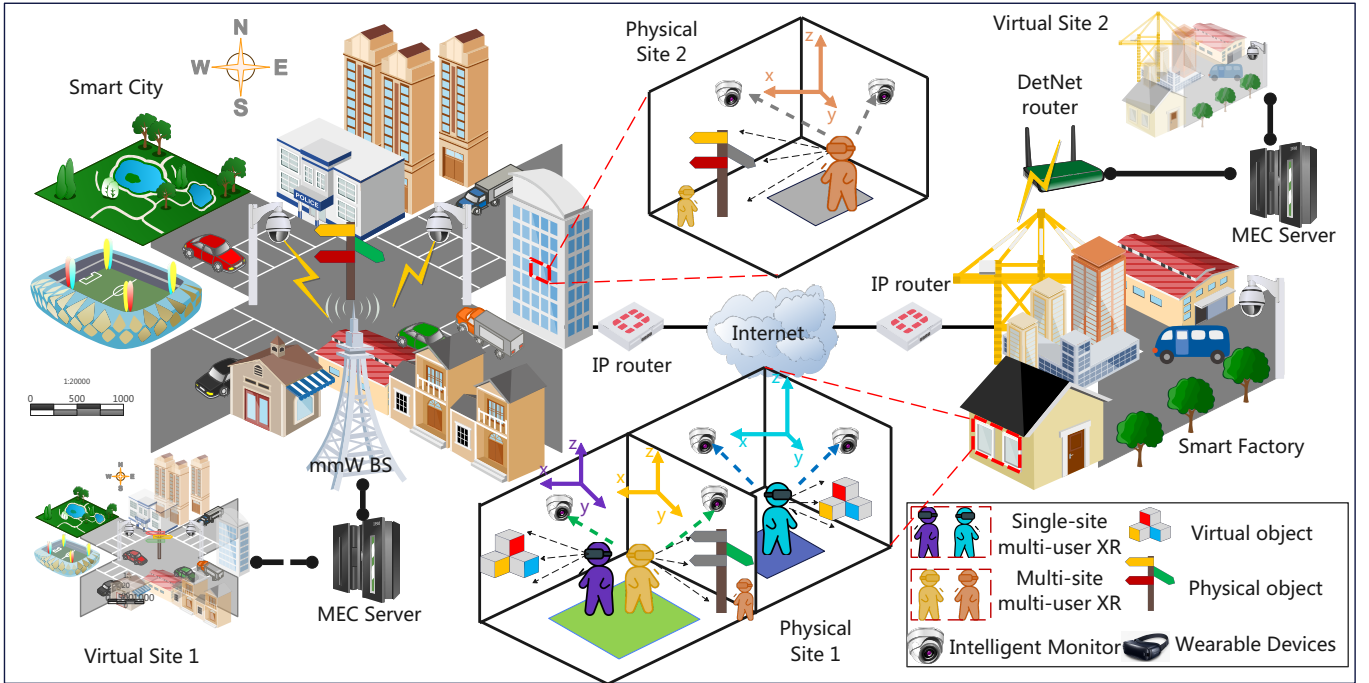 N
W E
S
Smart City
POLICE
1:20000
0 500 1000
mmW BS
MEC Server
Virtual Site 1
Physical
Site 2
z
x
y
IP router
Internet
IP router
DetNet
router
Virtual Site 2
MEC Server
Smart Factory
z
x
y
z
x
y
z
x
y
Physical
Site 1
Single-site
multi-user XR
Virtual object
Multi-site
multi-user XR
Physical object
Intelligent Monitor
Wearable Devices